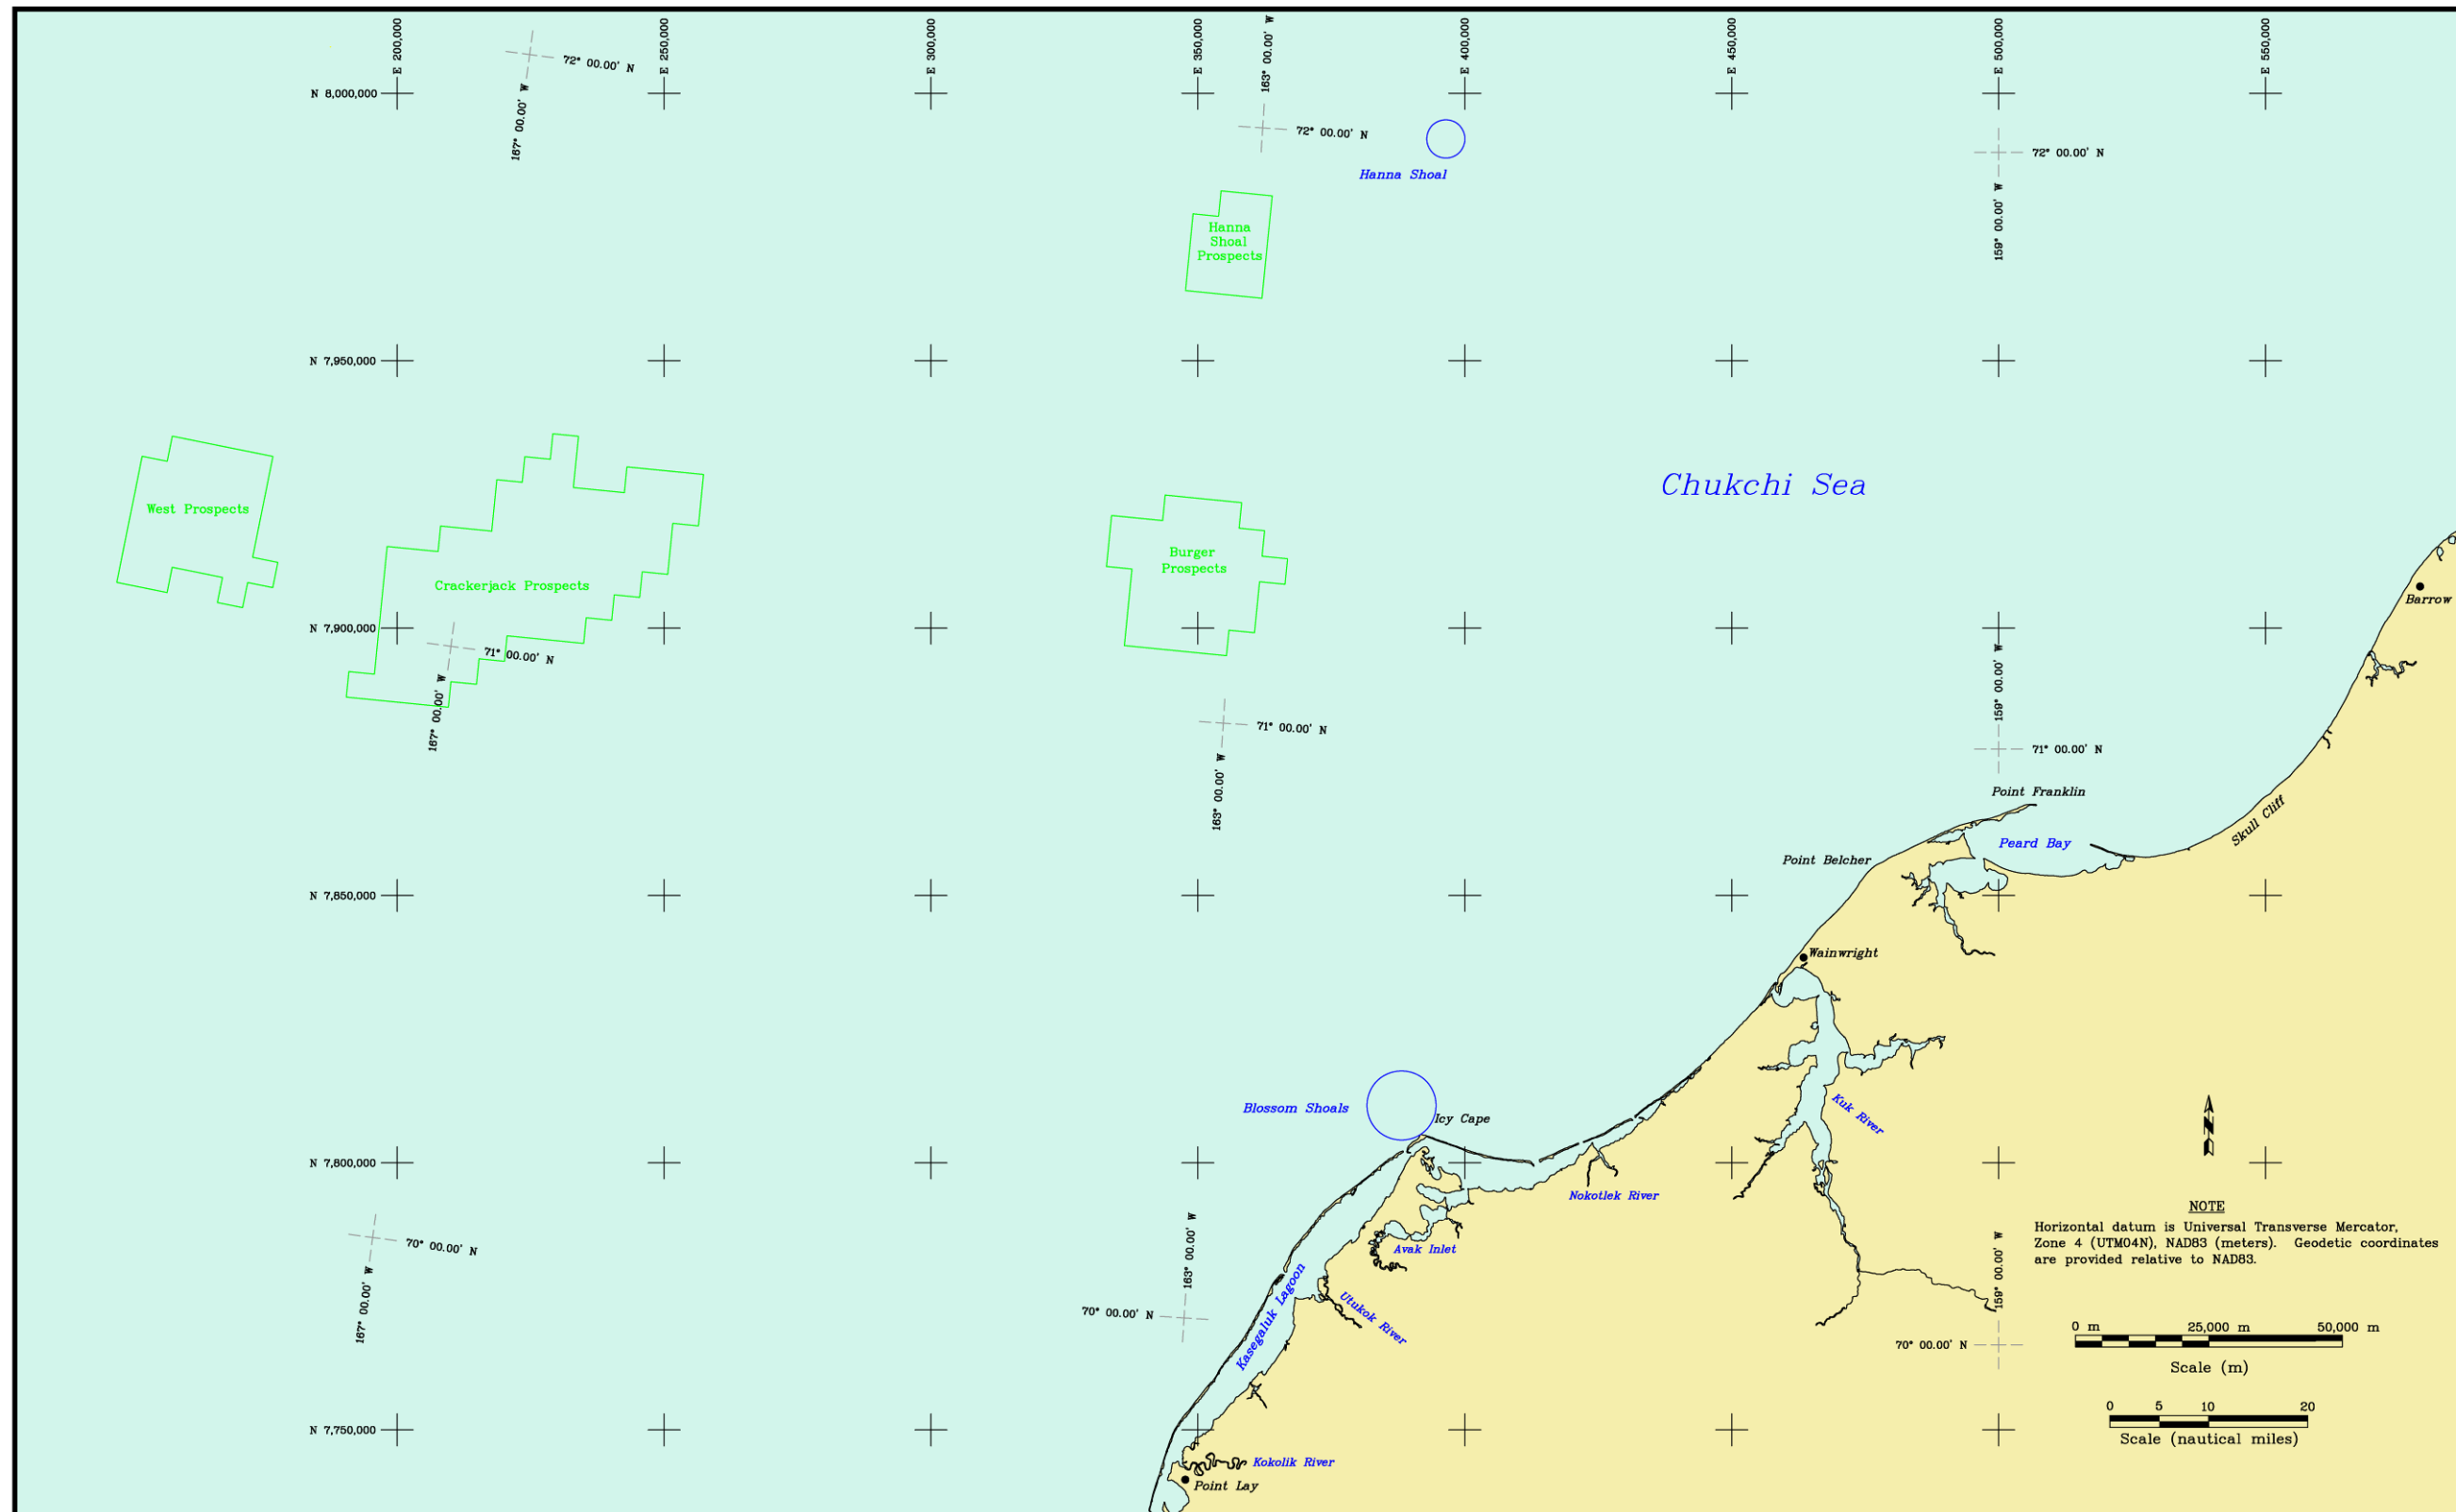 E 200,000
E 250,000
E 300,000
E 350,000
163° 00.00' W
E 400,000
E 450,000
E 500,000
E 550,000
72° 00.00' N
167° 00.00' W
N 8,000,000
72° 00.00' N
72° 00.00' N
Hanna Shoal
159° 00.00' W
Hanna
Shoal
Prospects
N 7,950,000
Chukchi Sea
West Prospects
Burger
Prospects
Crackerjack Prospects
Barrow
N 7,900,000
71° 00.00' N
167° 00.00' W
159° 00.00' W
71° 00.00' N
71° 00.00' N
163° 00.00' W
Point Franklin
Skull Cliff
Peard Bay
Point Belcher
N 7,850,000
Wainwright
Blossom Shoals
Icy Cape
Kuk River
N 7,800,000
Nokotlek River
N
NOTE
Horizontal datum is Universal Transverse Mercator,
Zone 4 (UTM04N), NAD83 (meters). Geodetic coordinates
are provided relative to NAD83.
70° 00.00' N
167° 00.00' W
163° 00.00' W
Avak Inlet
159° 00.00' W
70° 00.00' N
Kasegaluk Lagoon
Utukok River
70° 00.00' N
0 m 25,000 m 50,000 m
Scale (m)
0 5 10 20
Scale (nautical miles)
N 7,750,000
Kokolik River
Point Lay